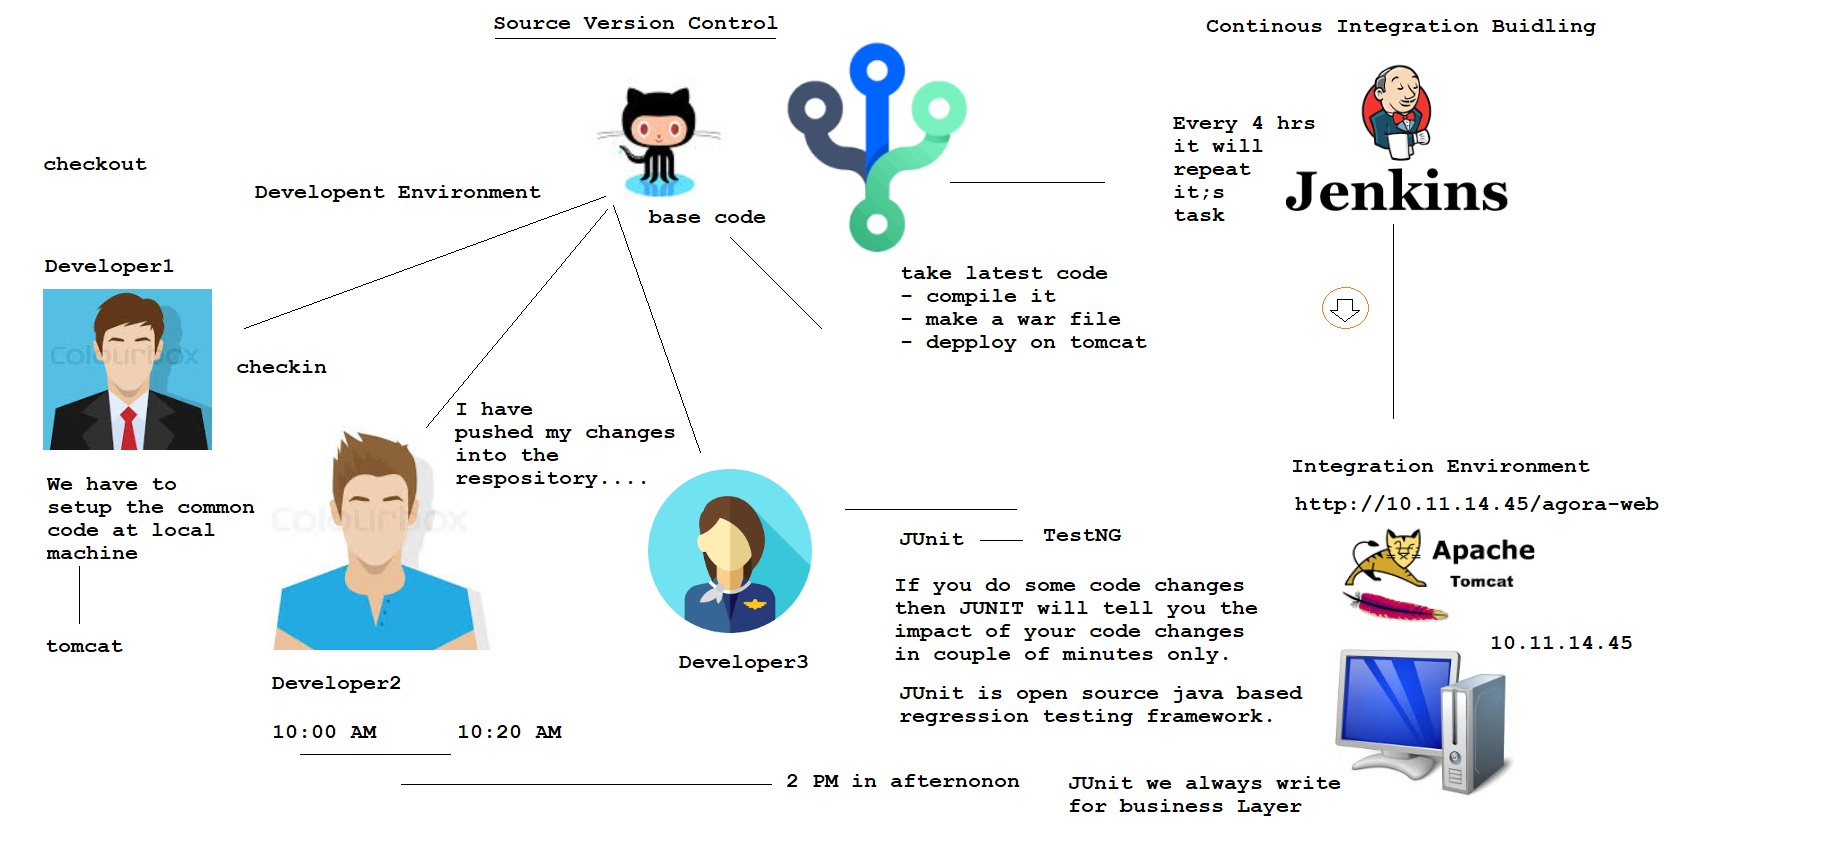 Source Version Control
Continous Integration Buidling
Every 4 hrs
it will
repeat
it;s
task
Jenkins
checkout
Developent Environment
base code
Developer1
Colourbox
checkin
take latest code
- compile it
- make a war file
- depploy on tomcat
I have
pushed my changes
into the
respository....
We have to
setup the common
code at local
machine
tomcat
Colourbox
Developer2
10:00 AM
10:20 AM
2 PM in afternonon
Developer3
JUnit
TestNG
If you do some code changes
then JUNIT will tell you the
impact of your code changes
in couple of minutes only.
JUnit is open source java based
regression testing framework.
JUnit we always write
for business Layer
Integration Environment
http://10.11.14.45/agora-web
Apache
Tomcat
10.11.14.45